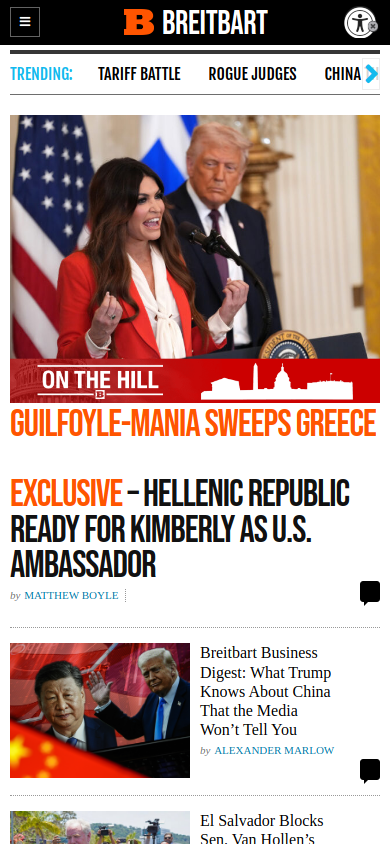 BREITBART
TRENDING:
TARIFF BATTLE
ROGUE JUDGES
CHINA
ON THE HILL
B
GUILFOYLE-MANIA SWEEPS GREECE
EXCLUSIVE – HELLENIC REPUBLIC
READY FOR KIMBERLY AS U.S.
AMBASSADOR
by MATTHEW BOYLE
Breitbart Business
Digest: What Trump
Knows About China
That the Media
Won't Tell You
by ALEXANDER MARLOW
El Salvador Blocks
Sen. Van Hollen's